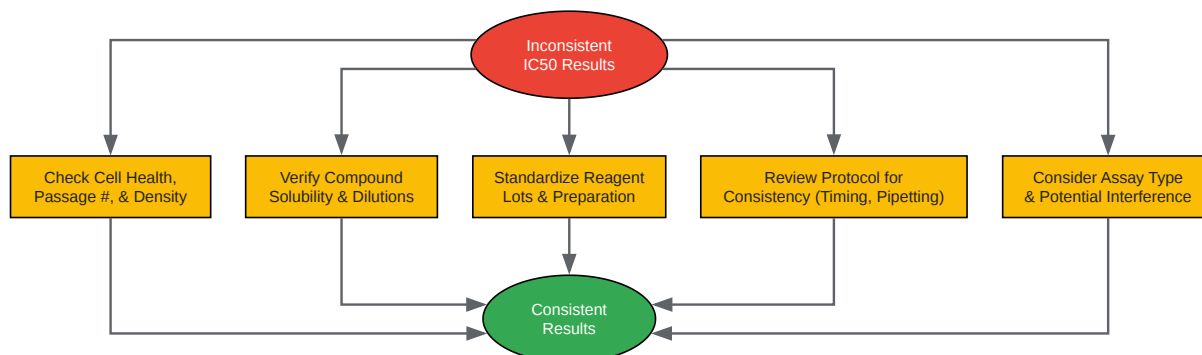 Inconsistent
IC50 Results
Check Cell Health,
Passage #, & Density
Verify Compound
Solubility & Dilutions
Standardize Reagent
Lots & Preparation
Review Protocol for
Consistency (Timing, Pipetting)
Consider Assay Type
& Potential Interference
Consistent
Results